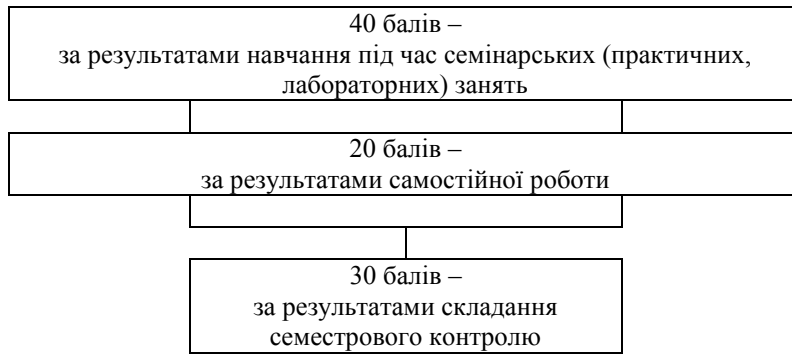 40 балів –
за результатами навчання під час семінарських (практичних,
лабораторних) занять
20 балів –
за результатами самостійної роботи
30 балів –
за результатами складання
семестрового контролю